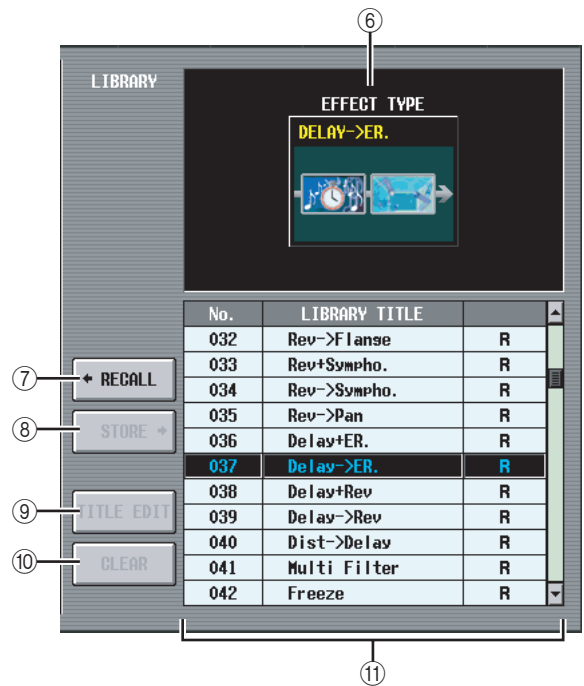 ⑥
LIBRARY
EFFECT TYPE
DELAY->ER.
No. LIBRARY TITLE
032 Rev->Flange R
033 Rev+Sympho. R
034 Rev->Sympho. R
035 Rev->Pan R
036 Delay+ER. R
037 Delay->ER. R
038 Delay+Rev R
039 Delay->Rev R
040 Dist->Delay R
041 Multi Filter R
042 Freeze R
⑦ RECALL
⑧ STORE
⑨ TITLE EDIT
⑩ CLEAR
⑪